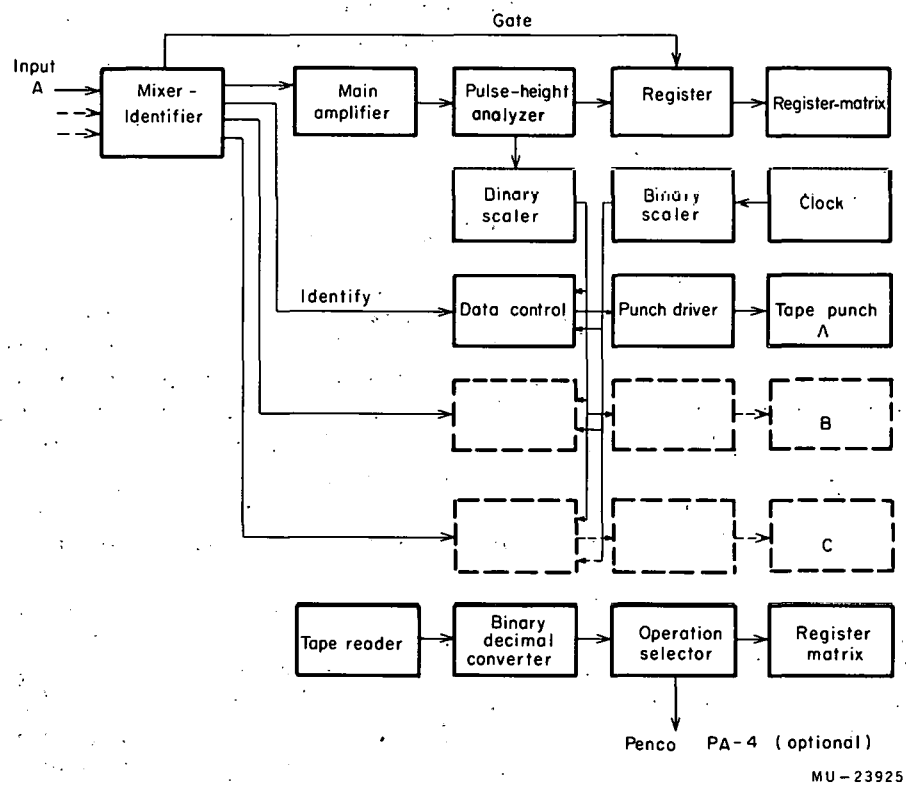 Gate
Input
A
Mixer-
Identifier
Main
amplifier
Pulse-height
analyzer
Register
Register-matrix
Binary
scaler
Binary
scaler
Clock
Identify
Data control
Punch driver
Tape punch
A
B
C
Tape reader
Binary
decimal
converter
Operation
selector
Register
matrix
Penco PA-4 (optional)
MU-23925